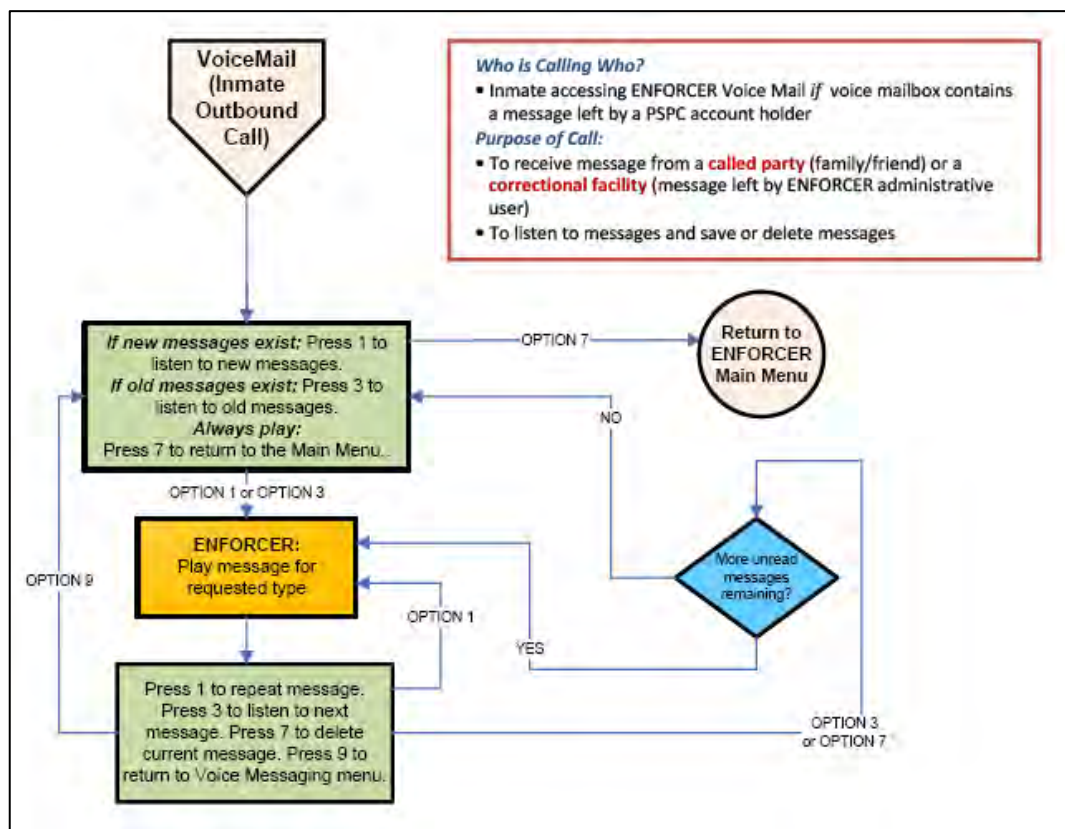 VoiceMail
(Inmate
Outbound
Call)
Who is Calling Who?
▪ Inmate accessing ENFORCER Voice Mail if voice mailbox contains
a message left by a PSPC account holder
Purpose of Call:
▪ To receive message from a called party (family/friend) or a
correctional facility (message left by ENFORCER administrative
user)
▪ To listen to messages and save or delete messages
If new messages exist: Press 1 to
listen to new messages.
If old messages exist: Press 3 to
listen to old messages.
Always play:
Press 7 to return to the Main Menu.
OPTION 7
Return to
ENFORCER
Main Menu
NO
OPTION 1 or OPTION 3
ENFORCER:
Play message for
requested type
OPTION 9
OPTION 1
More unread
messages
remaining?
YES
Press 1 to repeat message.
Press 3 to listen to next
message. Press 7 to delete
current message. Press 9 to
return to Voice Messaging menu.
OPTION 3
or OPTION 7